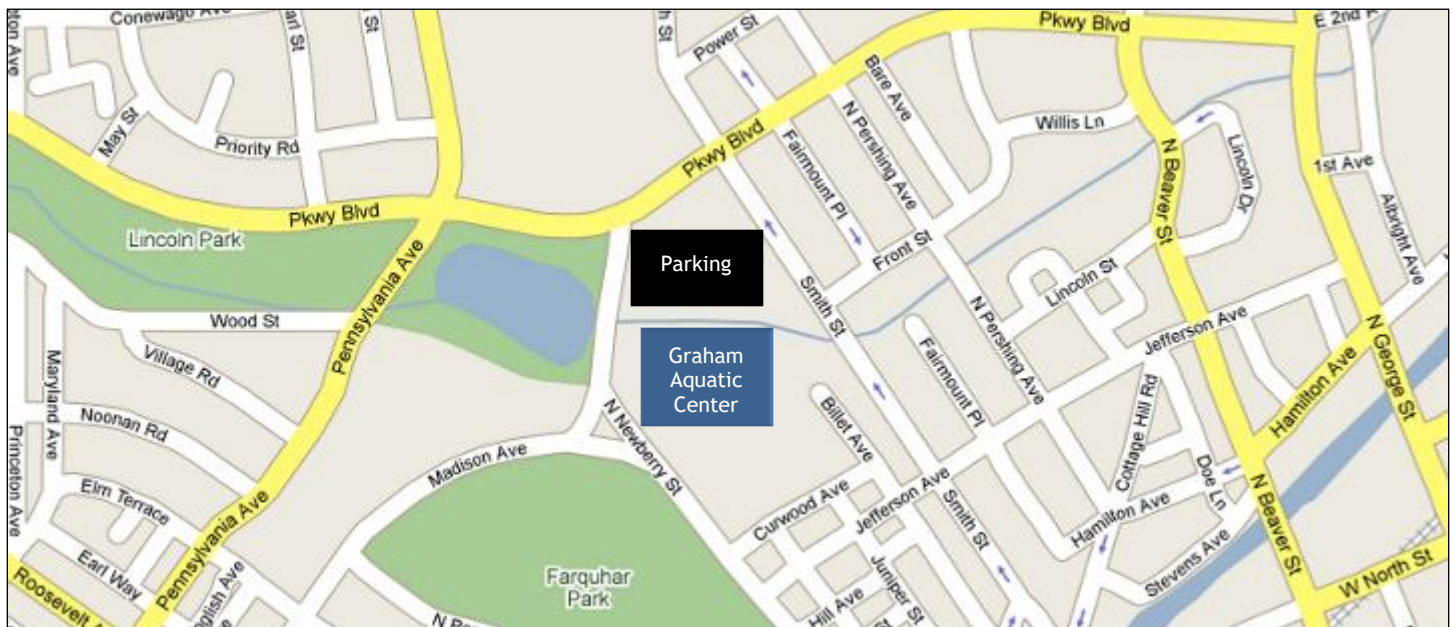 Conewago Ave
Power St
Pkwy Blvd
E 2nd
Bare Ave
May St
Priority Rd
Pkwy Blvd
N Pershing Ave
Fairmount Pl
Willis Ln
N Beaver St
Lincoln Dr
1st Ave
Albright Ave
Pkwy Blvd
Lincoln Park
Pennsylvania Ave
Parking
Front St
Smith St
Lincoln St
N Pershing Ave
Jefferson Ave
N George St
Wood St
Village Rd
Maryland Ave
Graham
Aquatic
Center
Fairmount Pl
Billet Ave
Cottage Hill Rd
Hamilton Ave
Noonan Rd
Princeton Ave
N Newberry St
Madison Ave
Doe Ln
Elm Terrace
Pennsylvania Ave
Curwood Ave
Jefferson Ave
Smith St
Hamilton Ave
N Beaver St
Earl Way
Roosevelt
Farquhar
Park
Juniper St
Hill Ave
Stevens Ave
W North St